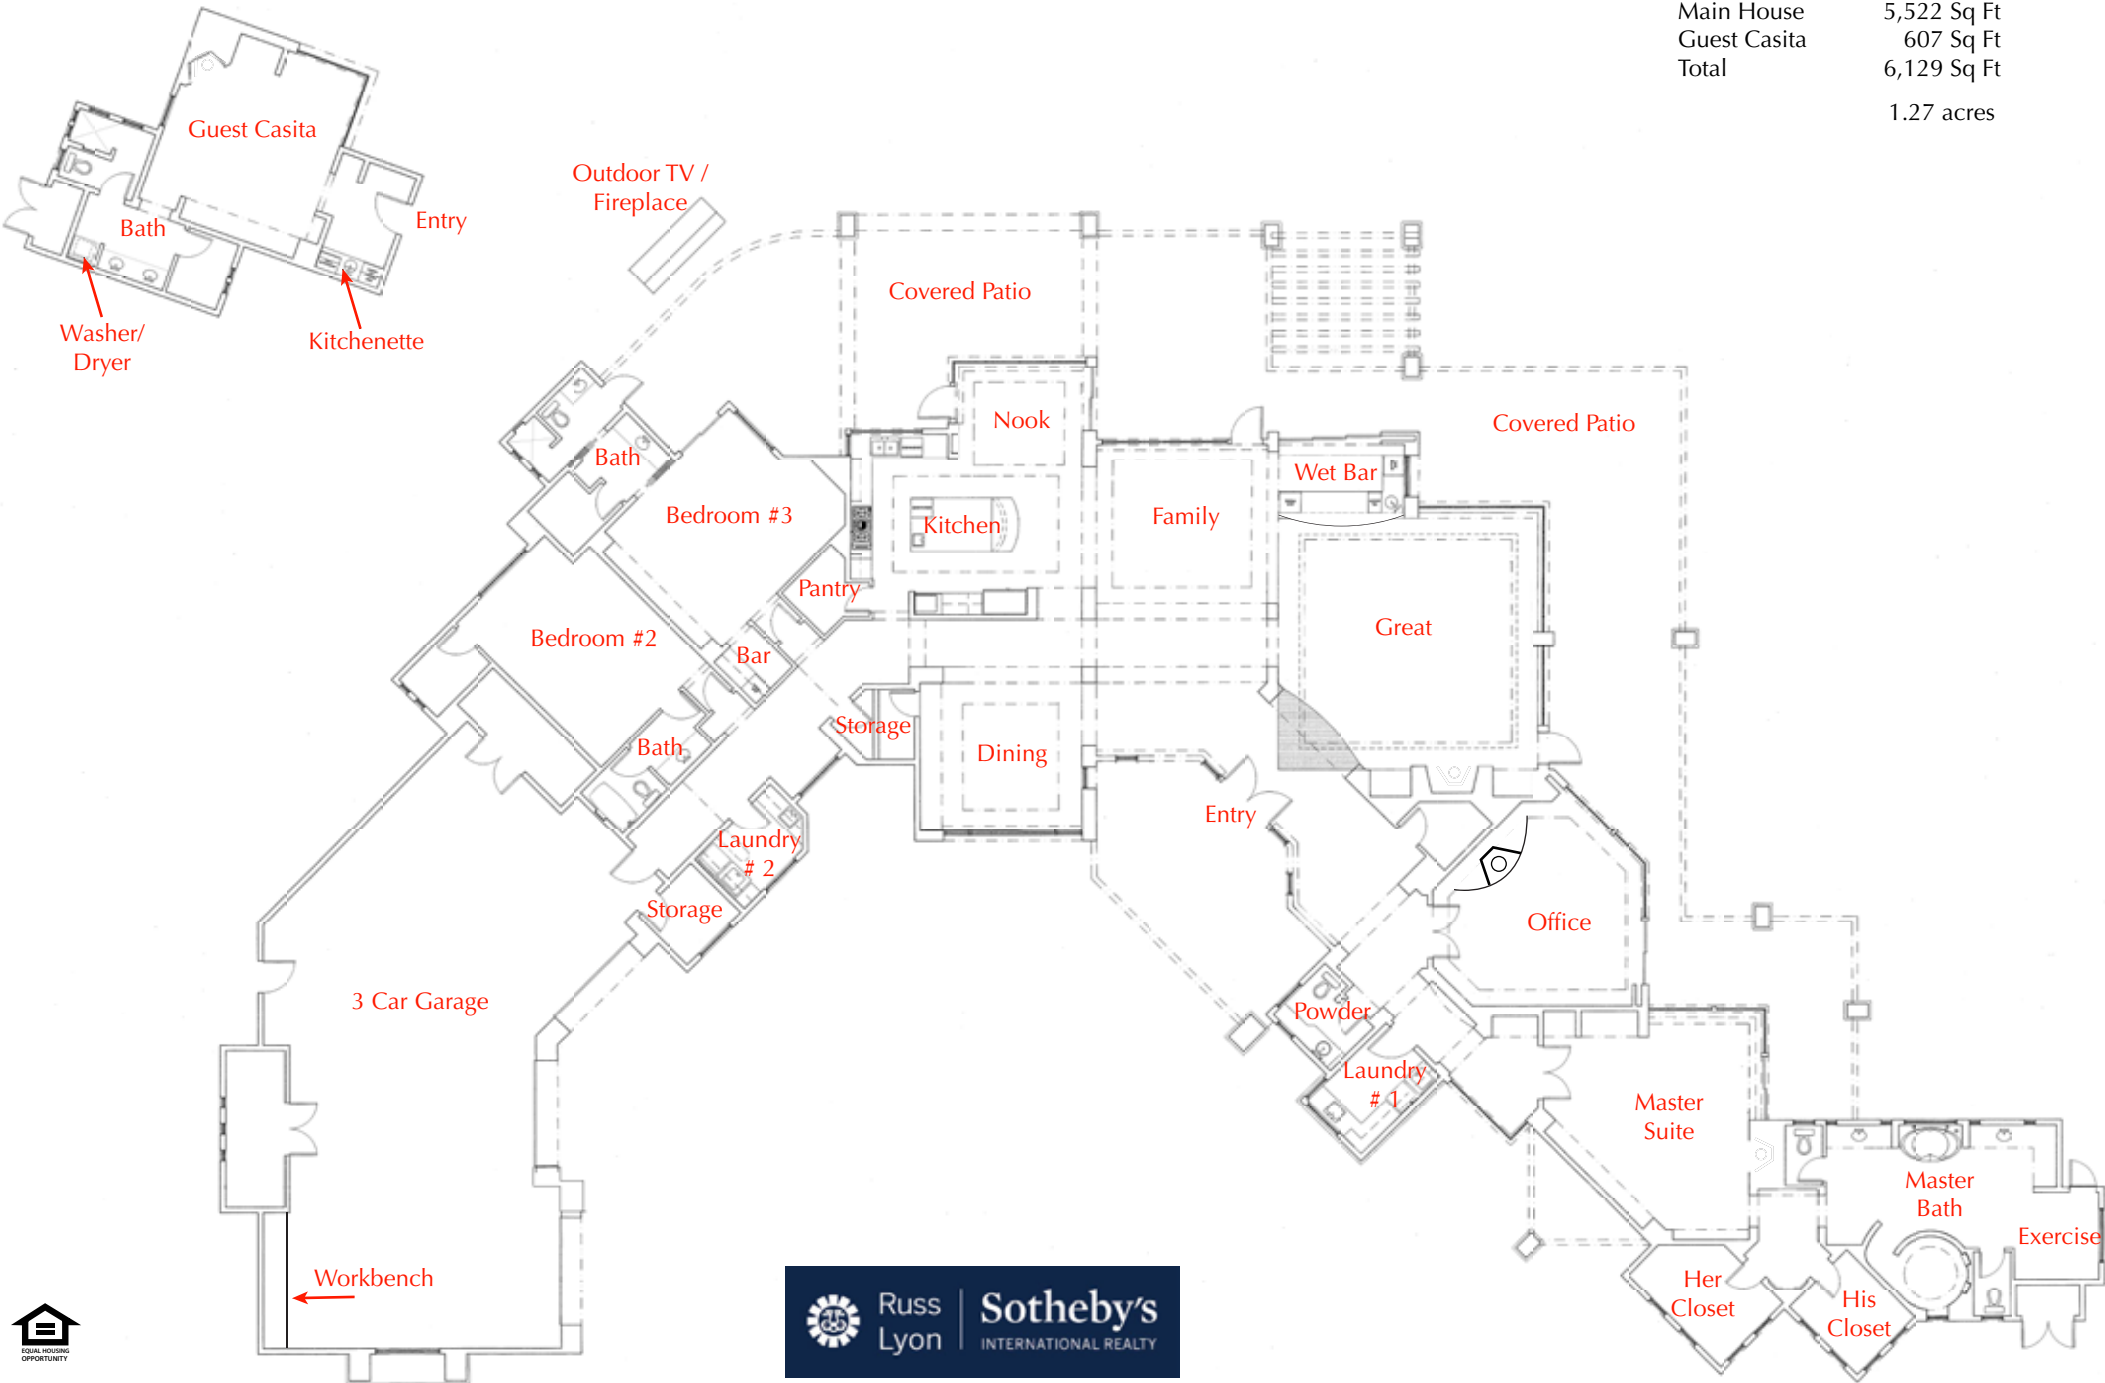 Main House 5,522 Sq Ft
Guest Casita 607 Sq Ft
Total 6,129 Sq Ft
1.27 acres
Guest Casita
Bath
Entry
Washer/
Dryer
Kitchenette
Outdoor TV /
Fireplace
Covered Patio
Nook
Covered Patio
Bath
Bedroom #3
Kitchen
Family
Wet Bar
Pantry
Great
Bedroom #2
Bar
Storage
Dining
Bath
Entry
Laundry
# 2
Storage
Office
3 Car Garage
Powder
Laundry
# 1
Master
Suite
Master
Bath
Exercise
Workbench
Her
Closet
His
Closet
Russ
Lyon
Sotheby's
INTERNATIONAL REALTY
EQUAL HOUSING
OPPORTUNITY